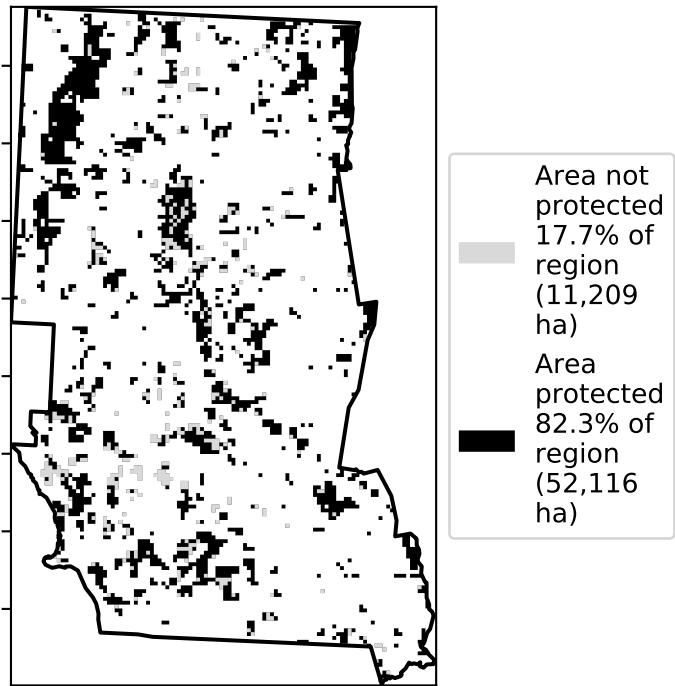 Area not
protected
17.7% of
region
(11,209
ha)
Area
protected
82.3% of
region
(52,116
ha)